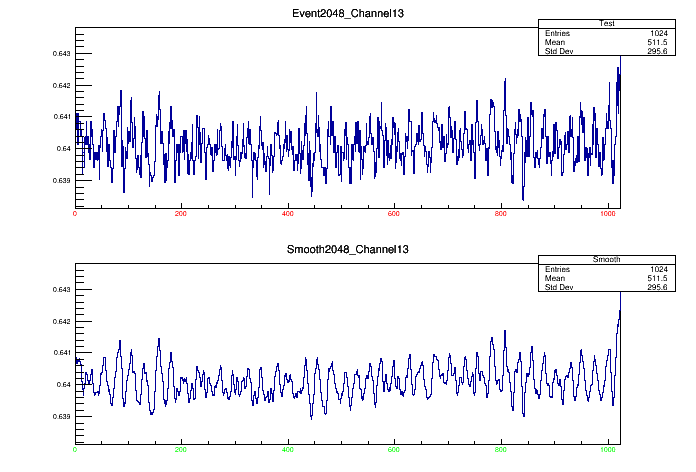 Event2048_Channel13
Test
Entries 1024
Mean 511.5
Std Dev 295.6
0.643
0.642
0.641
0.64
0.639
0 200 400 600 800 1000
Smooth2048_Channel13
Smooth
Entries 1024
Mean 511.5
Std Dev 295.6
0.643
0.642
0.641
0.64
0.639
0 200 400 600 800 1000